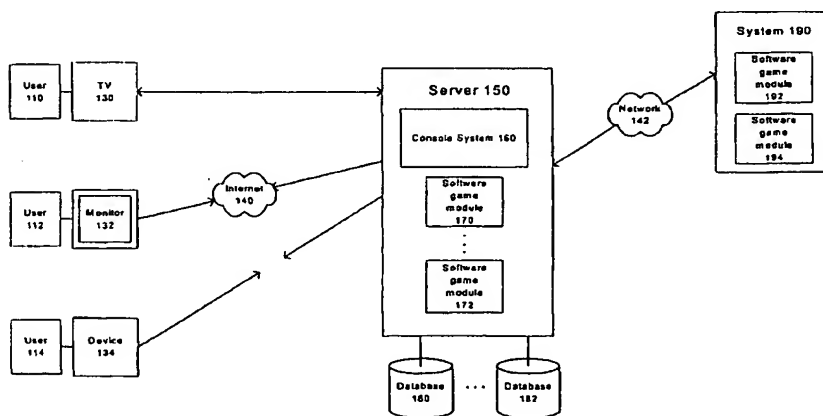 System 190
Software
game
module
192
Software
game
module
194
User
110
TV
130
Server 150
Console System 160
Network
142
Internet
140
Software
game
module
170
Software
game
module
172
User
112
Monitor
132
User
114
Device
134
Database
180
Database
182